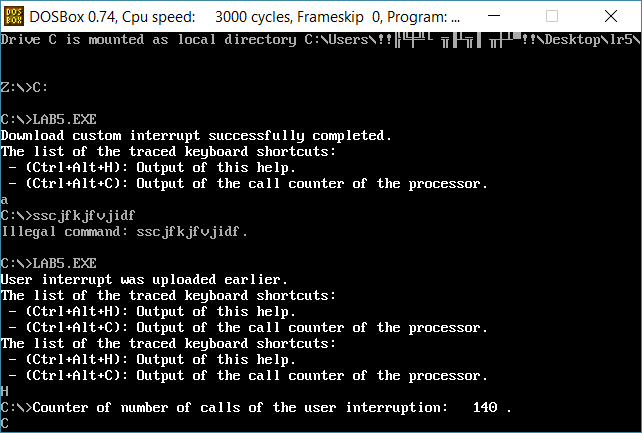 DOSBox 0.74, Cpu speed: 3000 cycles, Frameskip 0, Program: ...
Drive C is mounted as local directory C:\Users\!! !!\Desktop\lr5\
Z:\>C:
C:\>LAB5.EXE
Download custom interrupt successfully completed.
The list of the traced keyboard shortcuts:
- (Ctrl+Alt+H): Output of this help.
- (Ctrl+Alt+C): Output of the call counter of the processor.
a
C:\>sscjfkjfvjidf
Illegal command: sscjfkjfvjidf.
C:\>LAB5.EXE
User interrupt was uploaded earlier.
The list of the traced keyboard shortcuts:
- (Ctrl+Alt+H): Output of this help.
- (Ctrl+Alt+C): Output of the call counter of the processor.
The list of the traced keyboard shortcuts:
- (Ctrl+Alt+H): Output of this help.
- (Ctrl+Alt+C): Output of the call counter of the processor.
H
C:\>Counter of number of calls of the user interruption: 140 .
C